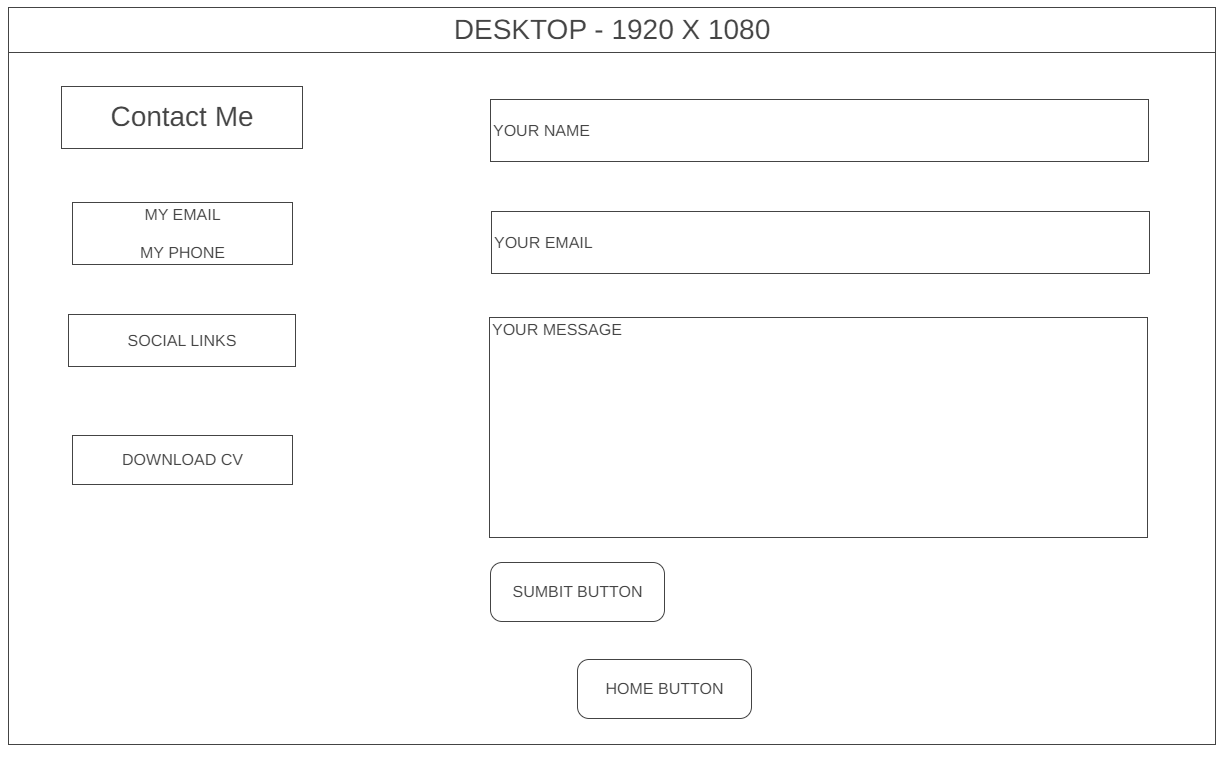 DESKTOP - 1920 X 1080
Contact Me
MY EMAIL
MY PHONE
SOCIAL LINKS
DOWNLOAD CV
YOUR NAME
YOUR EMAIL
YOUR MESSAGE
SUMBIT BUTTON
HOME BUTTON